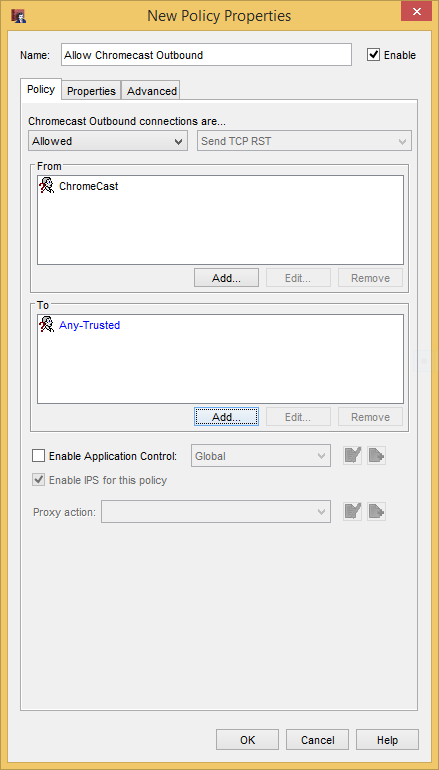 New Policy Properties
Name: Allow Chromecast Outbound Enable
Policy Properties Advanced
Chromecast Outbound connections are...
Allowed Send TCP RST
From
ChromeCast
Add... Edit... Remove
To
Any-Trusted
Add... Edit... Remove
Enable Application Control: Global
Enable IPS for this policy
Proxy action:
OK Cancel Help